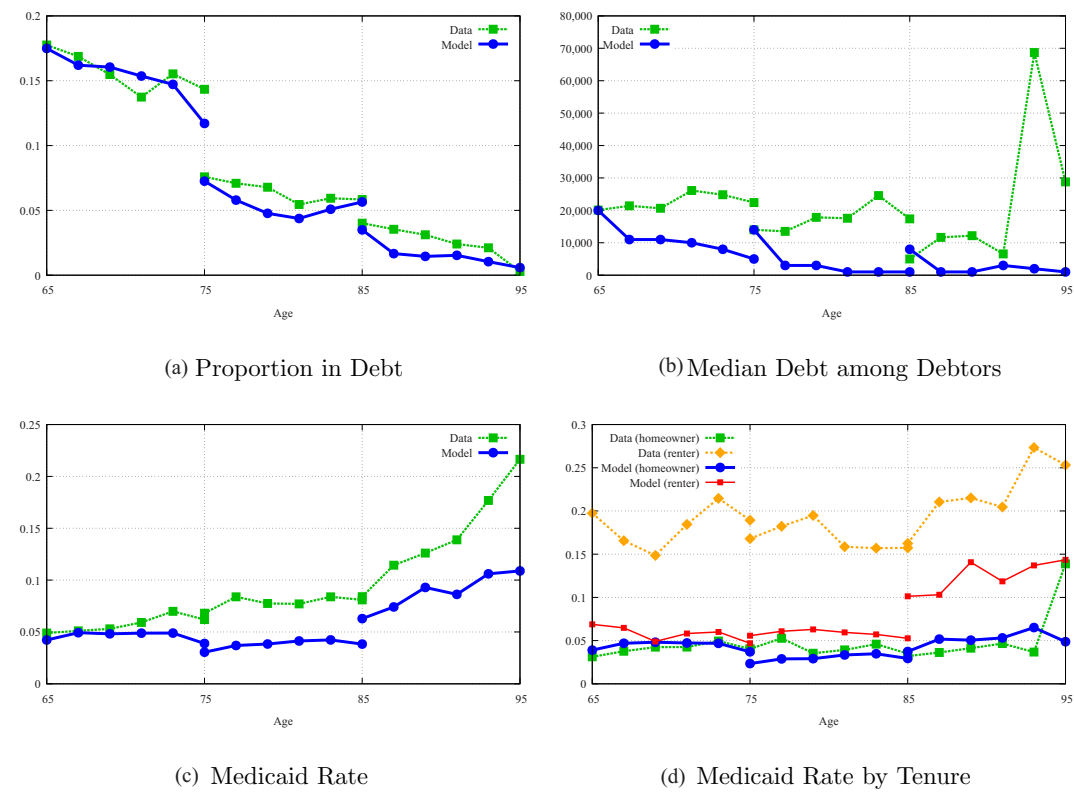 0.2
0.15
0.1
0.05
0
65
75
85
95
Age
Data
Model
(a) Proportion in Debt
80,000
70,000
60,000
50,000
40,000
30,000
20,000
10,000
0
65
75
85
95
Age
Data
Model
(b) Median Debt among Debtors
0.25
0.2
0.15
0.1
0.05
0
65
75
85
95
Age
Data
Model
(c) Medicaid Rate
0.3
0.25
0.2
0.15
0.1
0.05
0
65
75
85
95
Age
Data (homeowner)
Data (renter)
Model (homeowner)
Model (renter)
(d) Medicaid Rate by Tenure